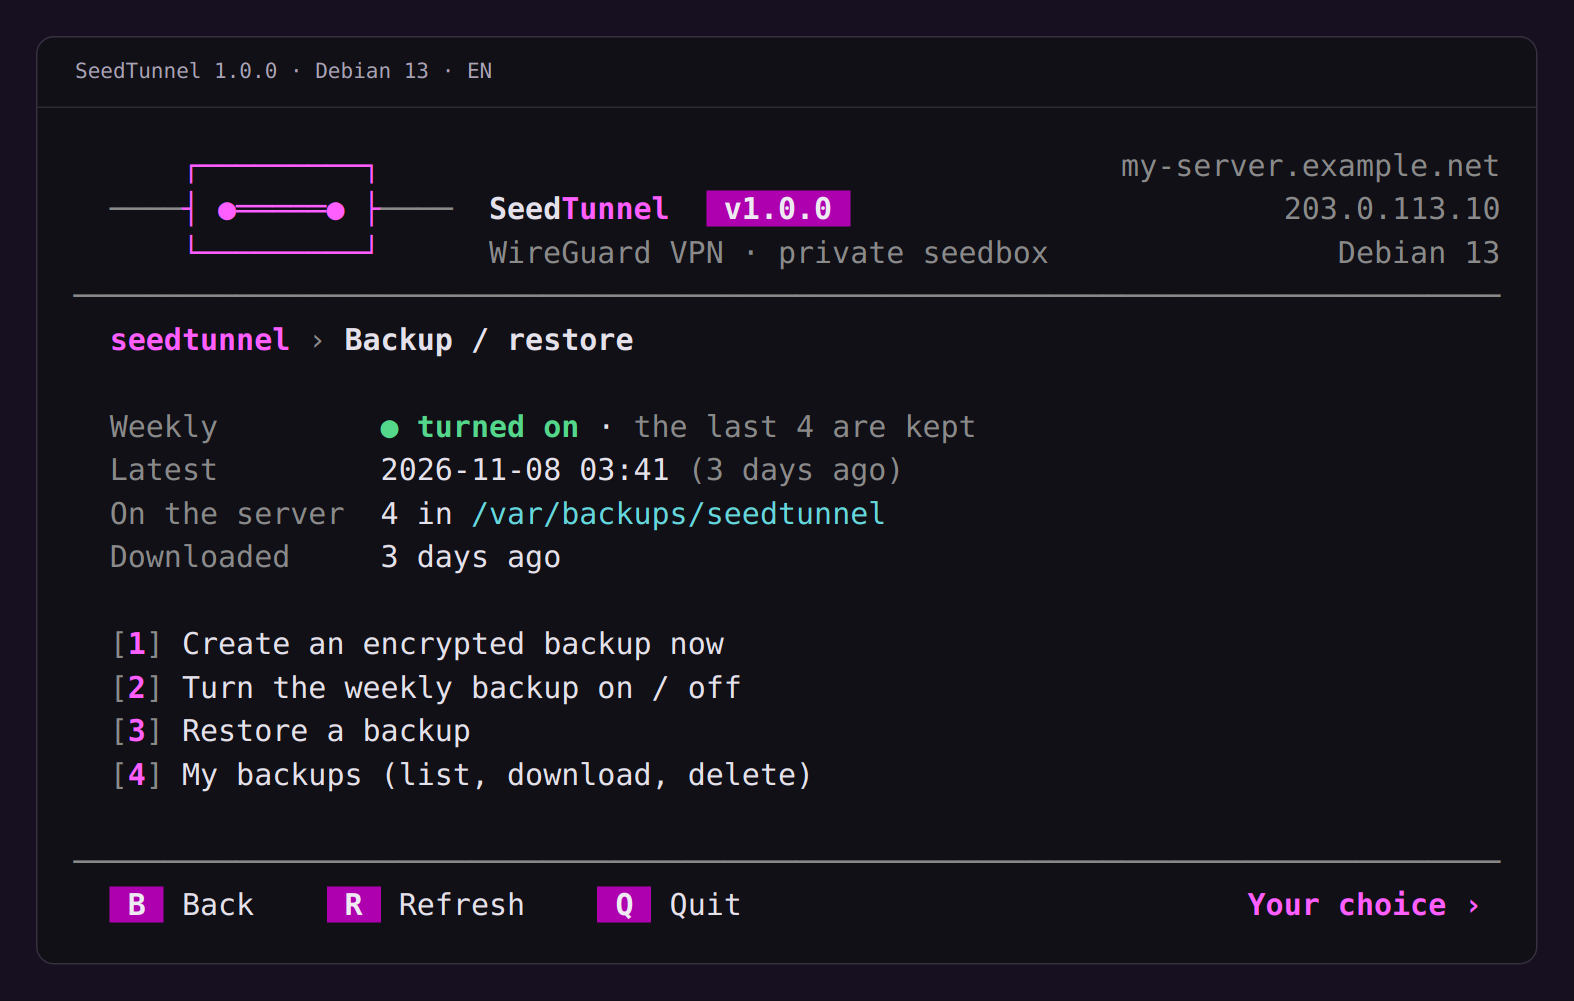 SeedTunnel 1.0.0 · Debian 13 · EN
my-server.example.net
SeedTunnel v1.0.0 203.0.113.10
WireGuard VPN · private seedbox Debian 13
seedtunnel › Backup / restore
Weekly ● turned on · the last 4 are kept
Latest 2026-11-08 03:41 (3 days ago)
On the server 4 in /var/backups/seedtunnel
Downloaded 3 days ago
[1] Create an encrypted backup now
[2] Turn the weekly backup on / off
[3] Restore a backup
[4] My backups (list, download, delete)
B Back R Refresh Q Quit Your choice ›